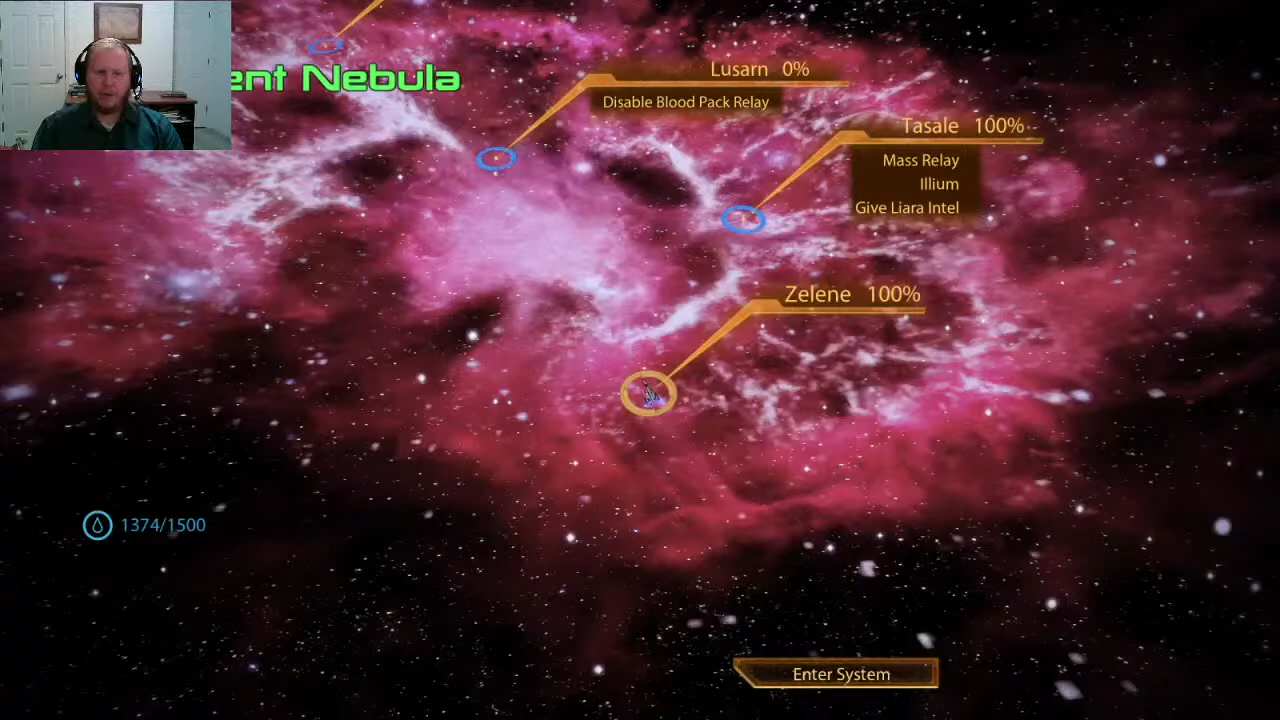 ent Nebula
Lusarn 0%
Disable Blood Pack Relay
Tasale 100%
Mass Relay
Illium
Give Liara Intel
Zelene 100%
1374/1500
Enter System